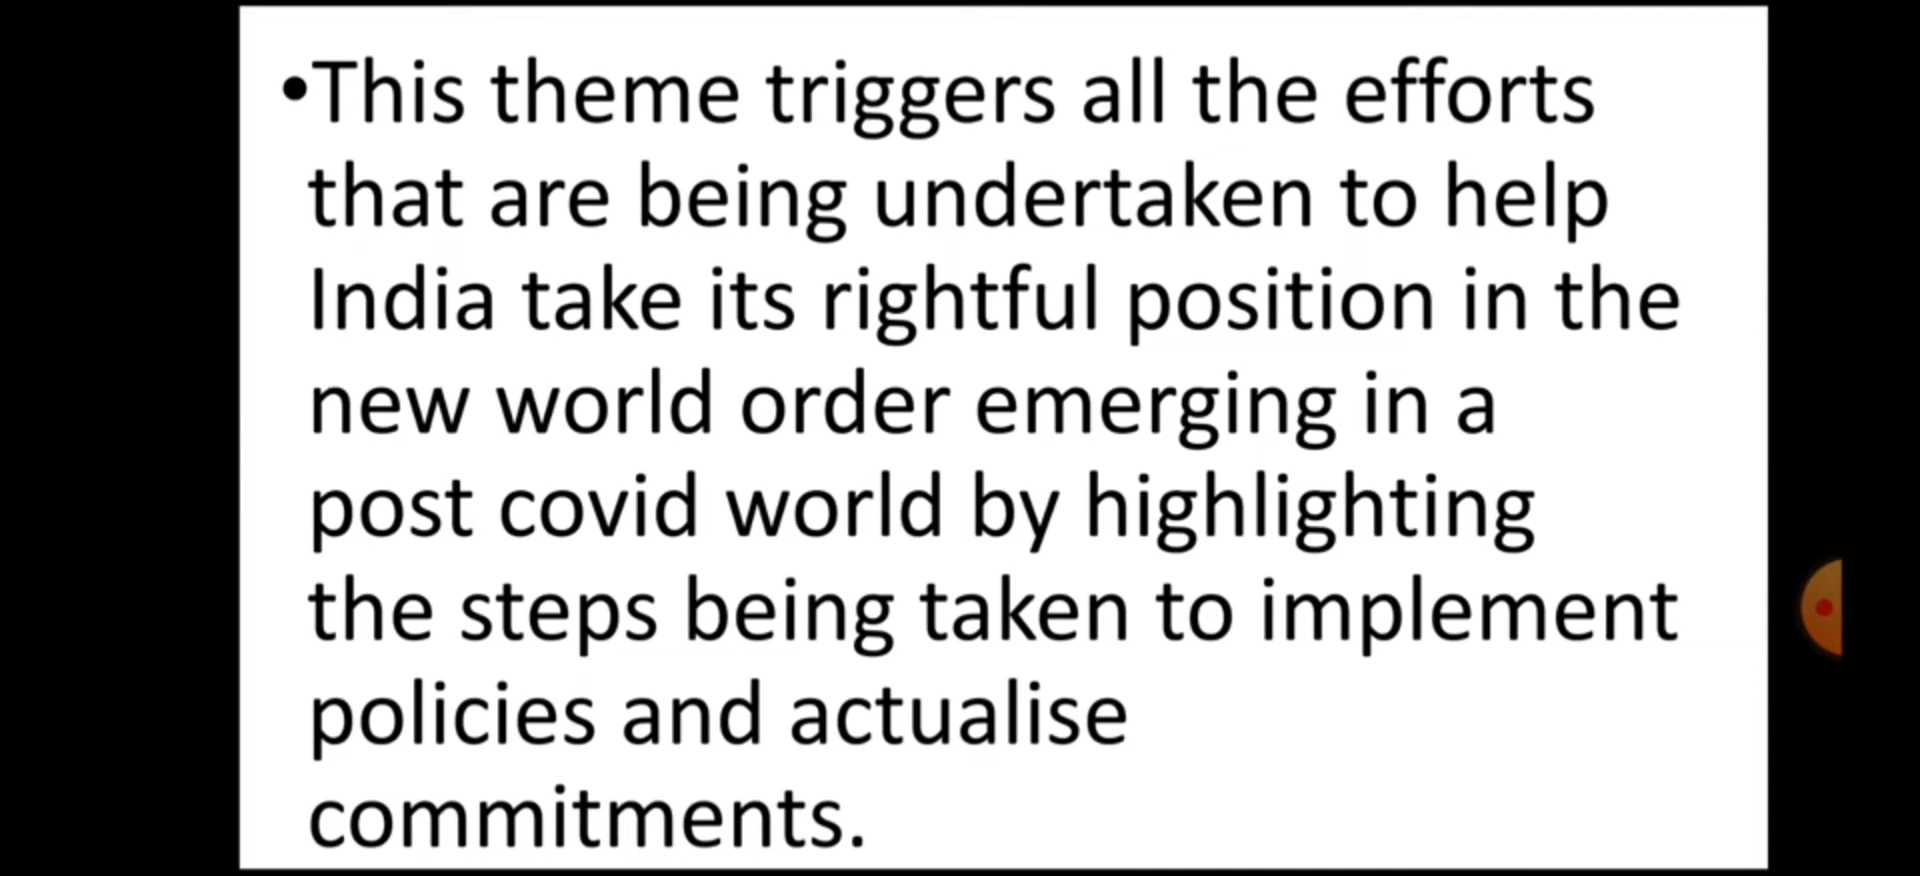 •This theme triggers all the efforts
that are being undertaken to help
India take its rightful position in the
new world order emerging in a
post covid world by highlighting
the steps being taken to implement
policies and actualise
commitments.